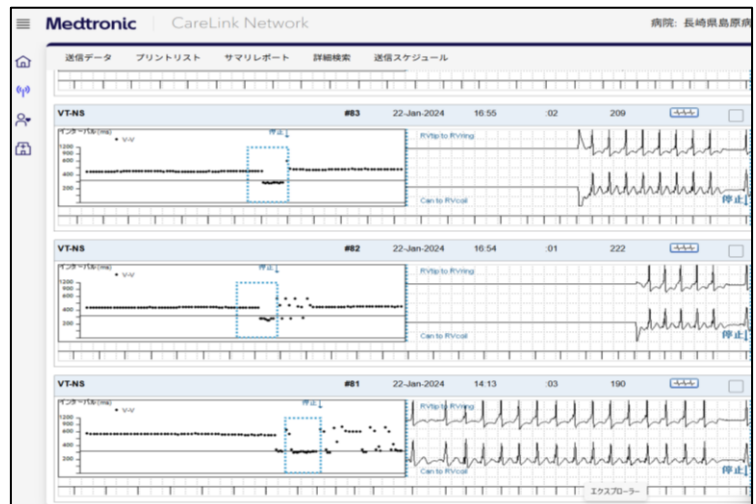 Medtronic CareLink Network 病院: 長崎県島原病
送信データ プリントリスト サマリレポート 詳細検索 送信スケジュール
VT-NS #83 22-Jan-2024 16:55 :02 209
インターバル(ms) 停止 RVtip to RVring
V-V
1200
900
600
400
200
Can to RVcoil 停止
VT-NS #82 22-Jan-2024 16:54 :01 222
インターバル(ms) 停止 RVtip to RVring
V-V
1200
900
600
400
200
Can to RVcoil 停止
VT-NS #81 22-Jan-2024 14:13 :03 190
インターバル(ms) 停止 RVtip to RVring
V-V
1200
900
600
400
200
Can to RVcoil 停止
エクスプローラー